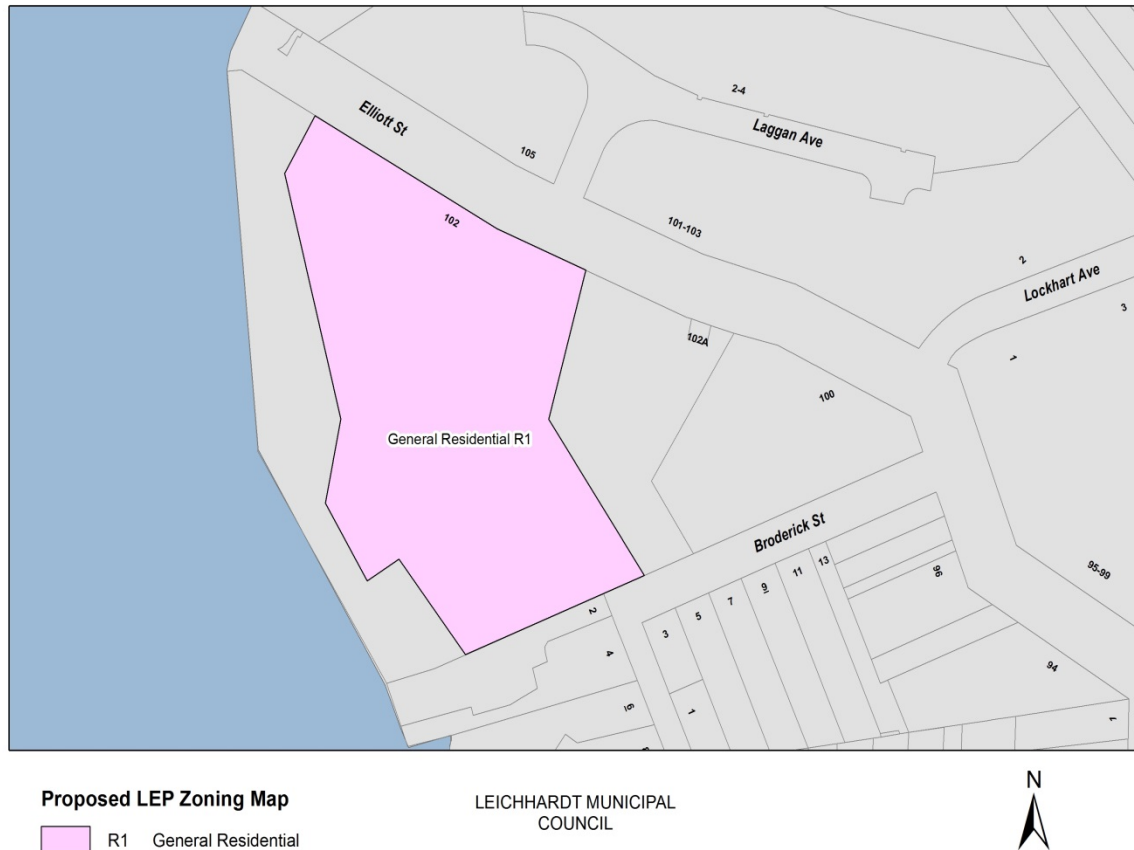 2-4
Elliott St
Laggan Ave
105
102
101-103
2
Lockhart Ave
3
102A
1
100
General Residential R1
Broderick St
13
11
9
7
5
3
2
4
6
1
96
95-99
94
7
N
Proposed LEP Zoning Map
LEICHHARDT MUNICIPAL
COUNCIL
R1 General Residential